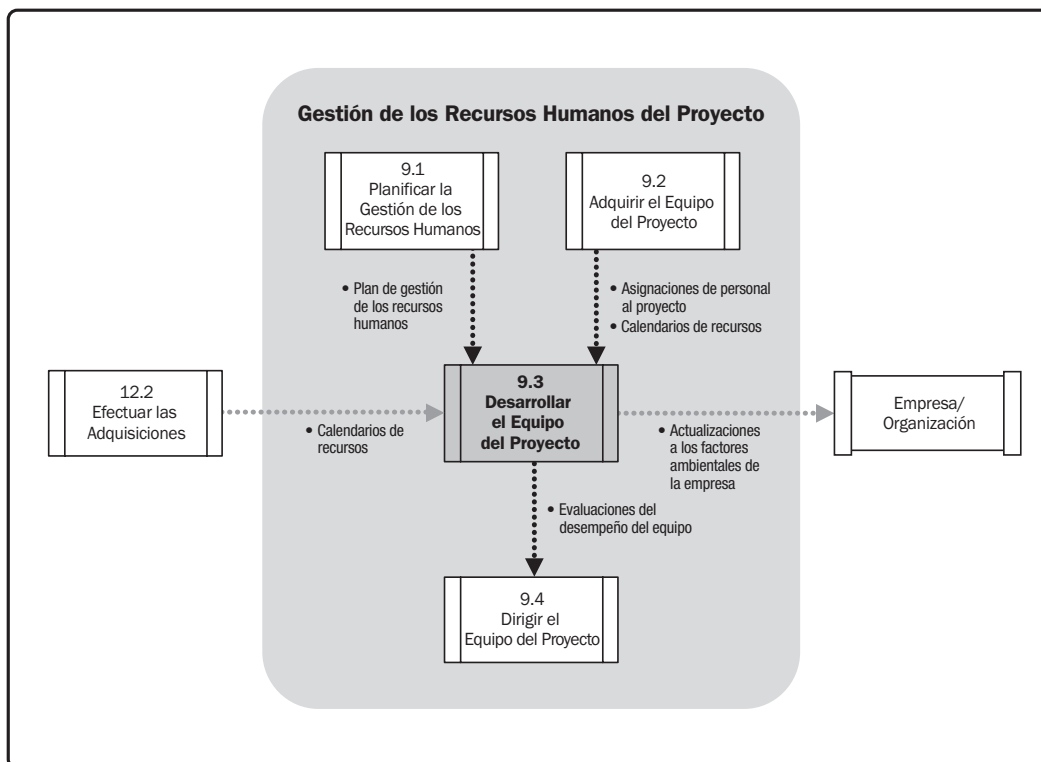 Gestión de los Recursos Humanos del Proyecto
9.1
Planificar la
Gestión de los
Recursos Humanos
9.2
Adquirir el Equipo
del Proyecto
• Plan de gestión
de los recursos
humanos
• Asignaciones de personal
al proyecto
• Calendarios de recursos
12.2
Efectuar las
Adquisiciones
• Calendarios de
recursos
9.3
Desarrollar
el Equipo
del Proyecto
• Actualizaciones
a los factores
ambientales de
la empresa
Empresa/
Organización
• Evaluaciones del
desempeño del equipo
9.4
Dirigir el
Equipo del Proyecto